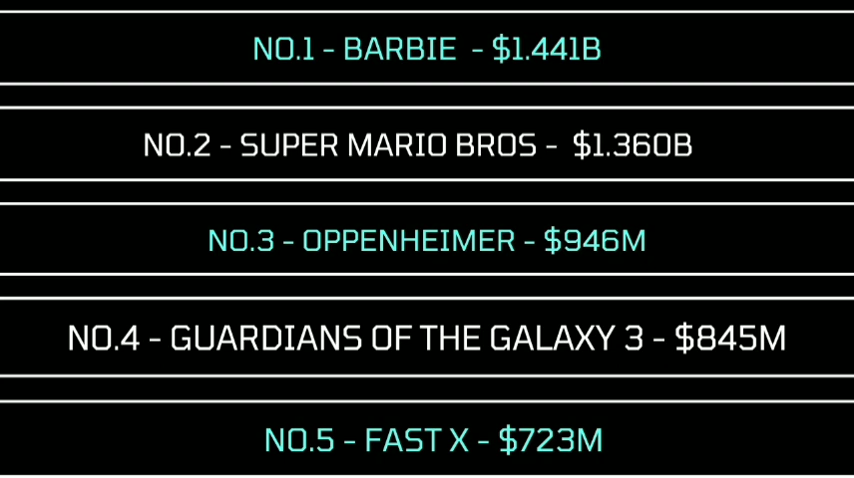 NO.1 - BARBIE - $1.441B
NO.2 - SUPER MARIO BROS - $1.360B
NO.3 - OPPENHEIMER - $946M
NO.4 - GUARDIANS OF THE GALAXY 3 - $845M
NO.5 - FAST X - $723M